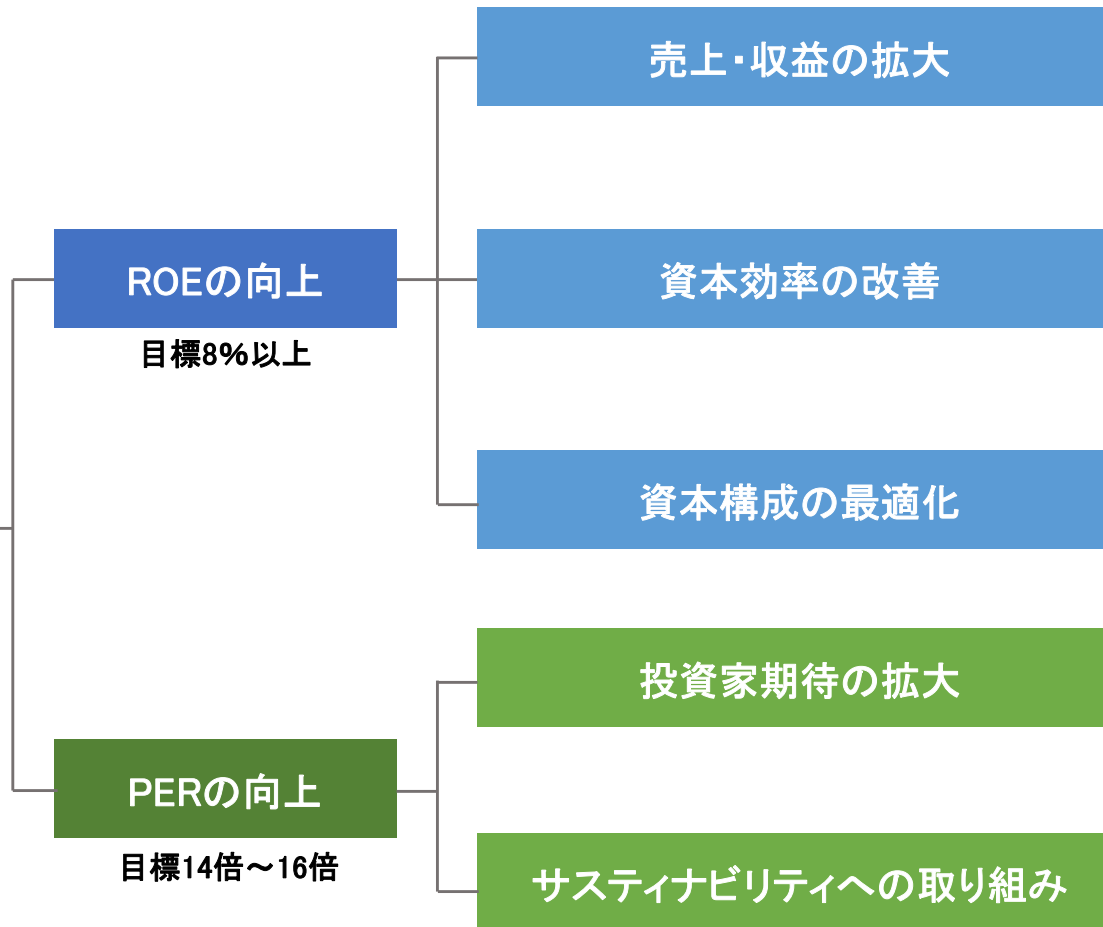 売上・収益の拡大
ROEの向上
目標8％以上
資本効率の改善
資本構成の最適化
投資家期待の拡大
PERの向上
目標14倍～16倍
サスティナビリティへの取り組み